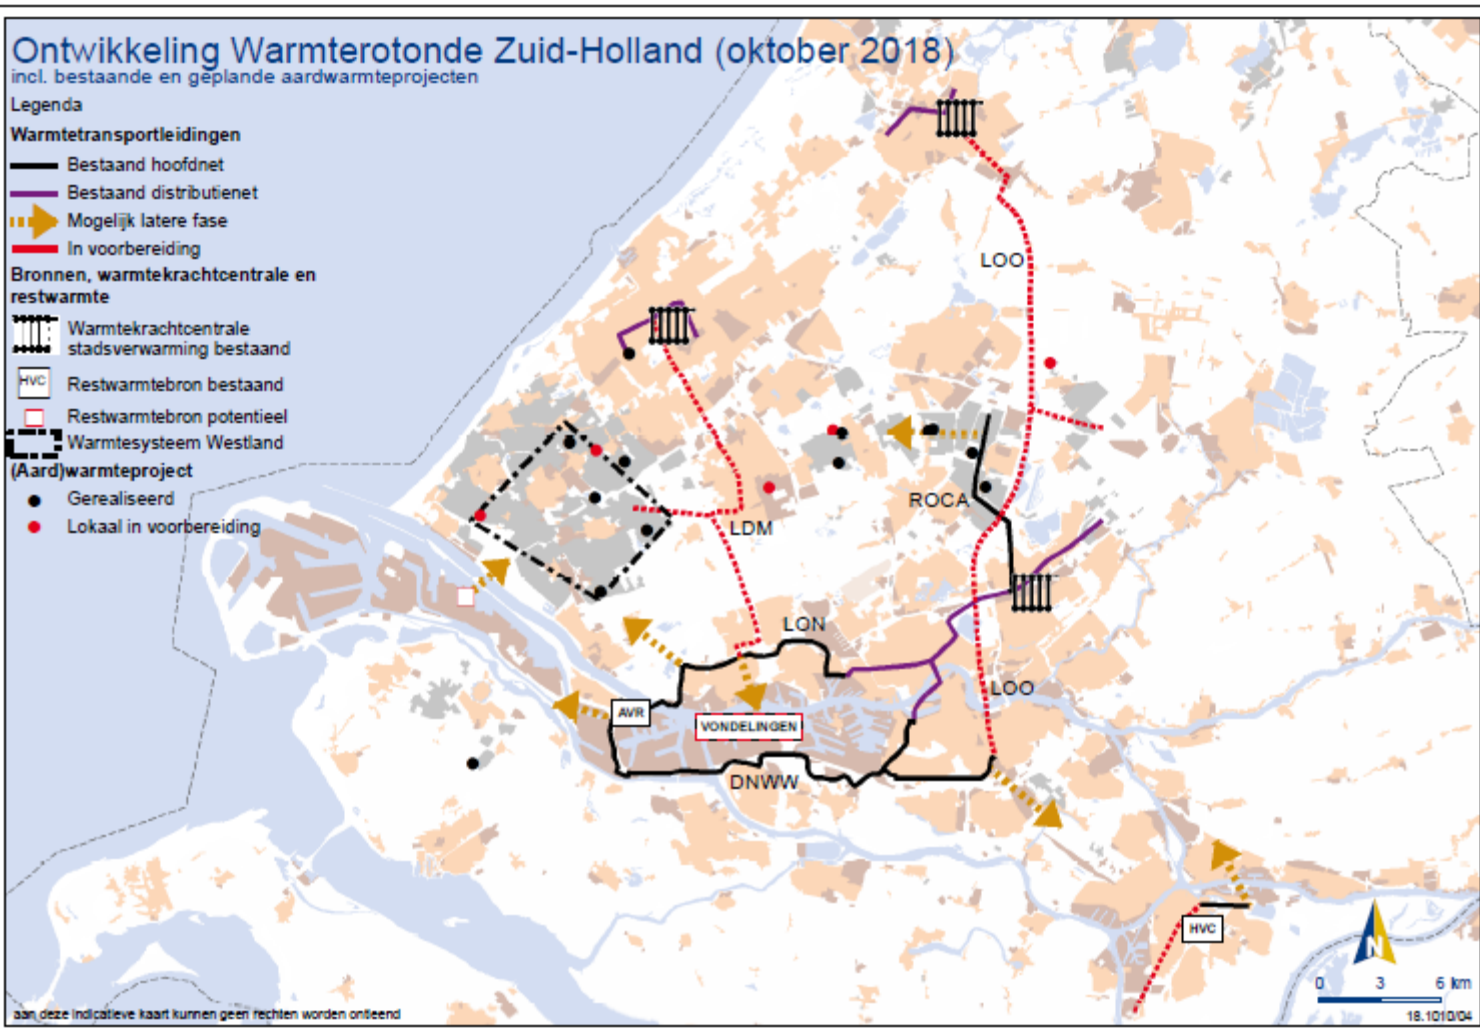 Ontwikkeling Warmterotonde Zuid-Holland (oktober 2018)
incl. bestaande en geplande aardwarmteprojecten
Legenda
Warmtetransportleidingen
Bestaand hoofdnet
Bestaand distributienet
Mogelijk latere fase
In voorbereiding
Bronnen, warmtekrachtcentrale en
restwarmte
Warmtekrachtcentrale
stadsverwarming bestaand
HVC Restwarmtebron bestaand
Restwarmtebron potentieel
Warmtesysteem Westland
(Aard)warmteproject
Gerealiseerd
Lokaal in voorbereiding
LOO
ROCA
LDM
LON
LOO
AVR
VONDELINGEN
DNWW
HVC
N
0 3 6 km
18.1010/04
aan deze indicatieve kaart kunnen geen rechten worden ontleend